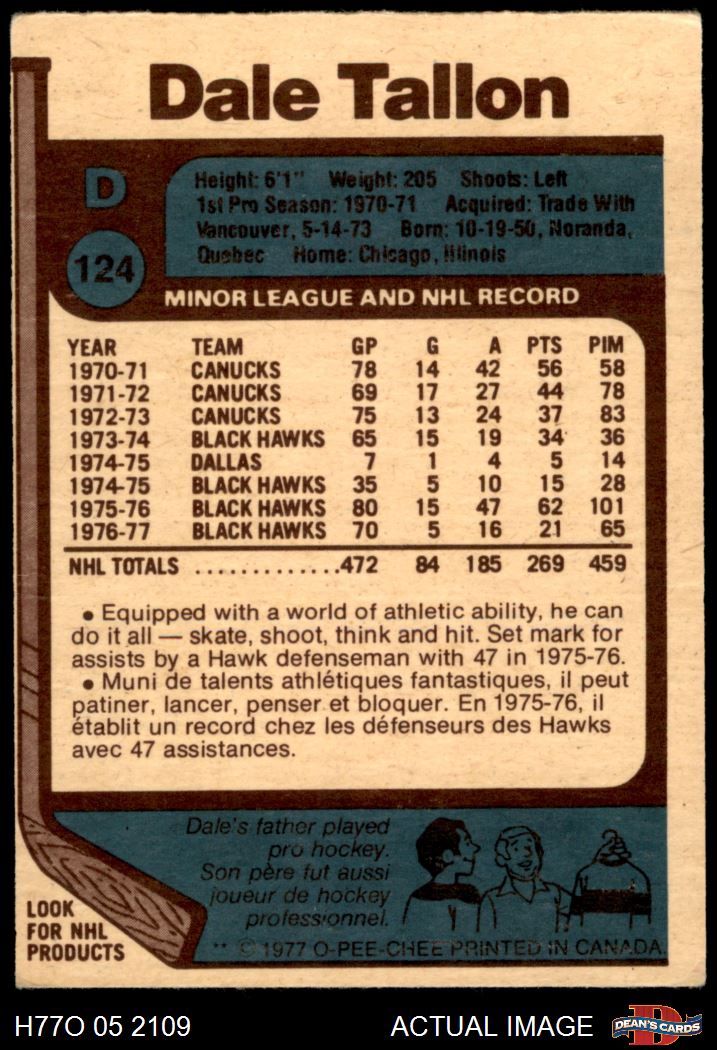 Dale Tallon
D
124
Height: 6'1" Weight: 205 Shoots: Left
1st Pro Season: 1970-71 Acquired: Trade With
Vancouver, 5-14-73 Born: 10-19-50, Noranda,
Quebec Home: Chicago, Illinois
MINOR LEAGUE AND NHL RECORD
YEAR TEAM GP G A PTS PIM
1970-71 CANUCKS 78 14 42 56 58
1971-72 CANUCKS 69 17 27 44 78
1972-73 CANUCKS 75 13 24 37 83
1973-74 BLACK HAWKS 65 15 19 34 36
1974-75 DALLAS 7 1 4 5 14
1974-75 BLACK HAWKS 35 5 10 15 28
1975-76 BLACK HAWKS 80 15 47 62 101
1976-77 BLACK HAWKS 70 5 16 21 65
NHL TOTALS .............472 84 185 269 459
• Equipped with a world of athletic ability, he can
do it all — skate, shoot, think and hit. Set mark for
assists by a Hawk defenseman with 47 in 1975-76.
• Muni de talents athlétiques fantastiques, il peut
patiner, lancer, penser et bloquer. En 1975-76, il
établit un record chez les défenseurs des Hawks
avec 47 assistances.
Dale's father played
pro hockey.
Son père fut aussi
joueur de hockey
professionnel.
LOOK
FOR NHL
PRODUCTS
** © 1977 O-PEE-CHEE PRINTED IN CANADA
H77O 05 2109 ACTUAL IMAGE
D
DEAN'S CARDS